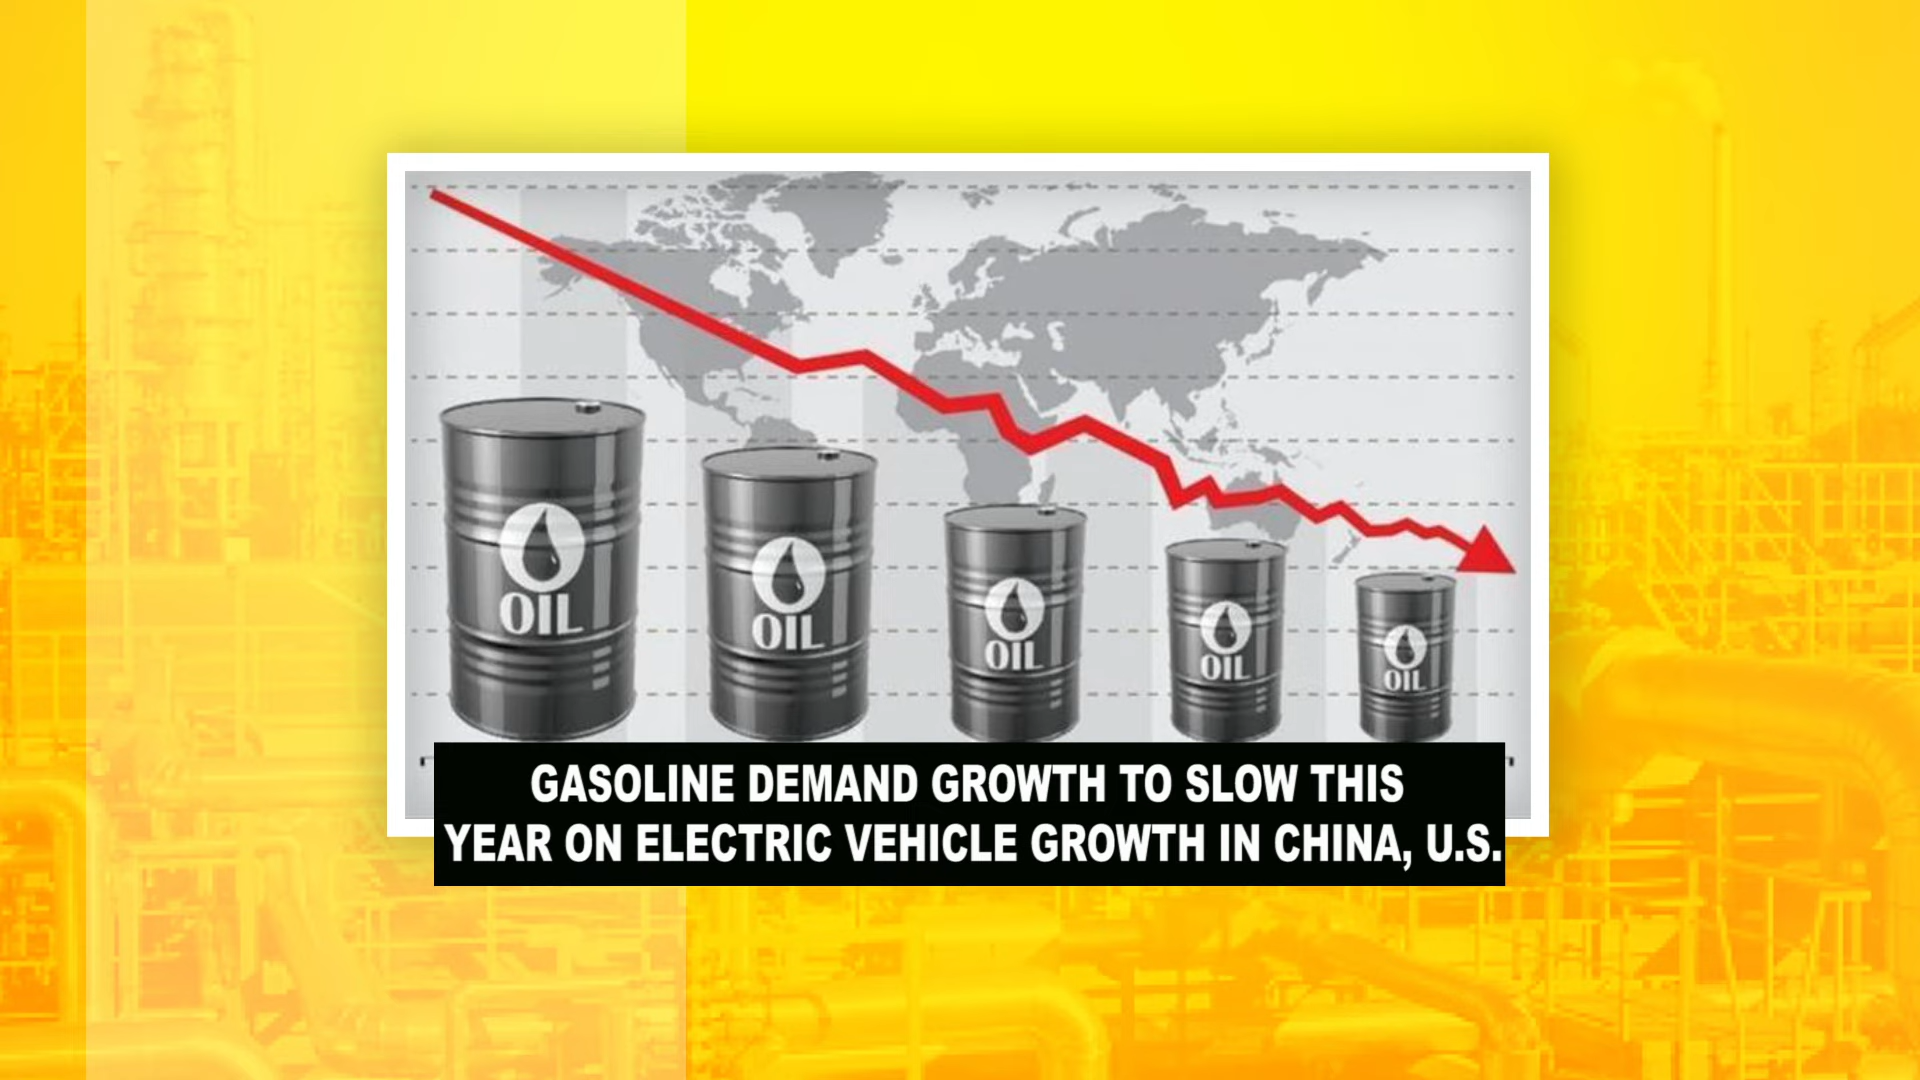 OIL
OIL
OIL
OIL
OIL
GASOLINE DEMAND GROWTH TO SLOW THIS
YEAR ON ELECTRIC VEHICLE GROWTH IN CHINA, U.S.